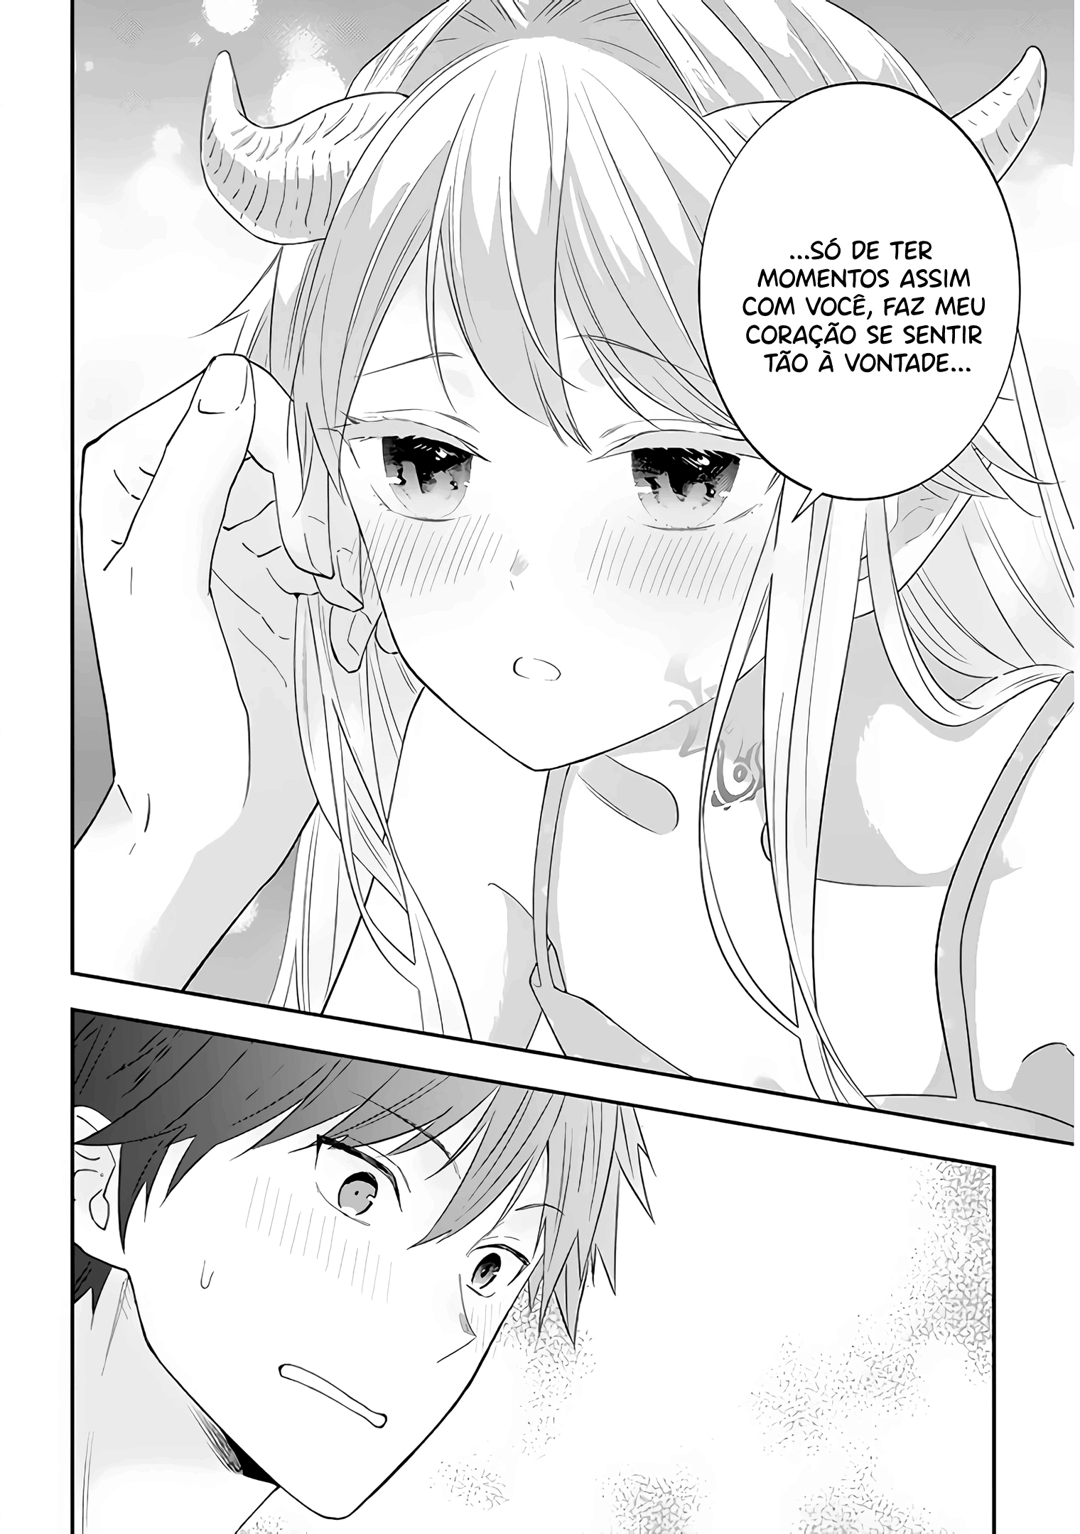 ...SÓ DE TER
MOMENTOS ASSIM
COM VOCÊ, FAZ MEU
CORAÇÃO SE SENTIR
TÃO À VONTADE...